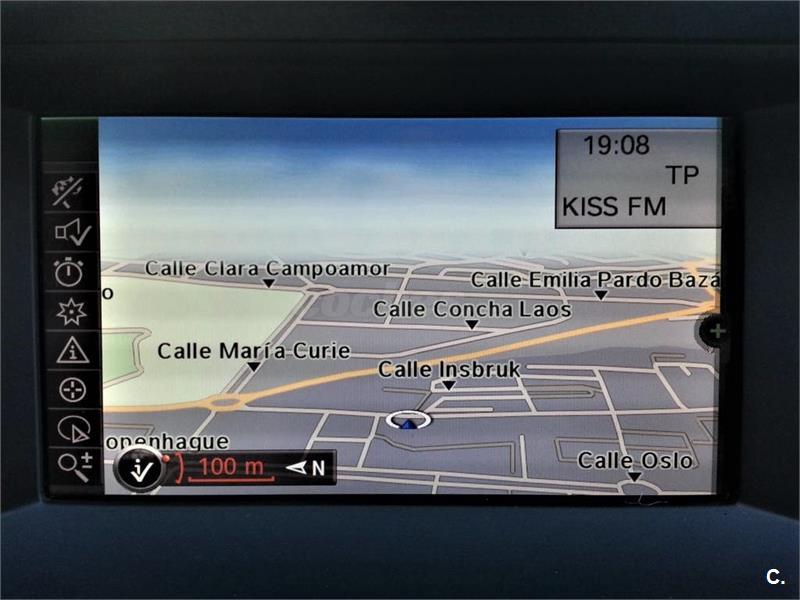 19:08
TP
KISS FM
Calle Clara Campoamor
Calle Emilia Pardo Bazá
o
Calle Concha Laos
Calle María Curie
Calle Insbruk
openhague
Calle Oslo
100 m
N
C.